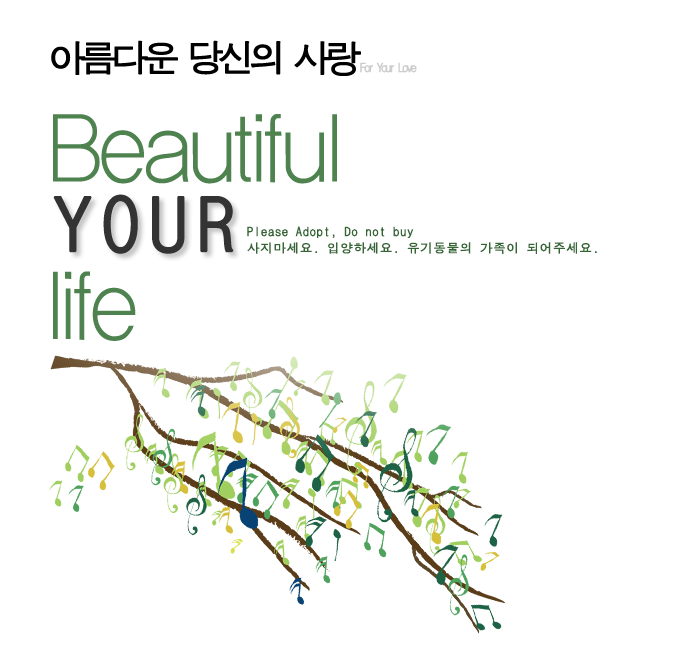 아름다운 당신의 사랑 For Your Love
Beautiful
YOUR
Please Adopt, Do not buy
사지마세요. 입양하세요. 유기동물의 가족이 되어주세요.
life